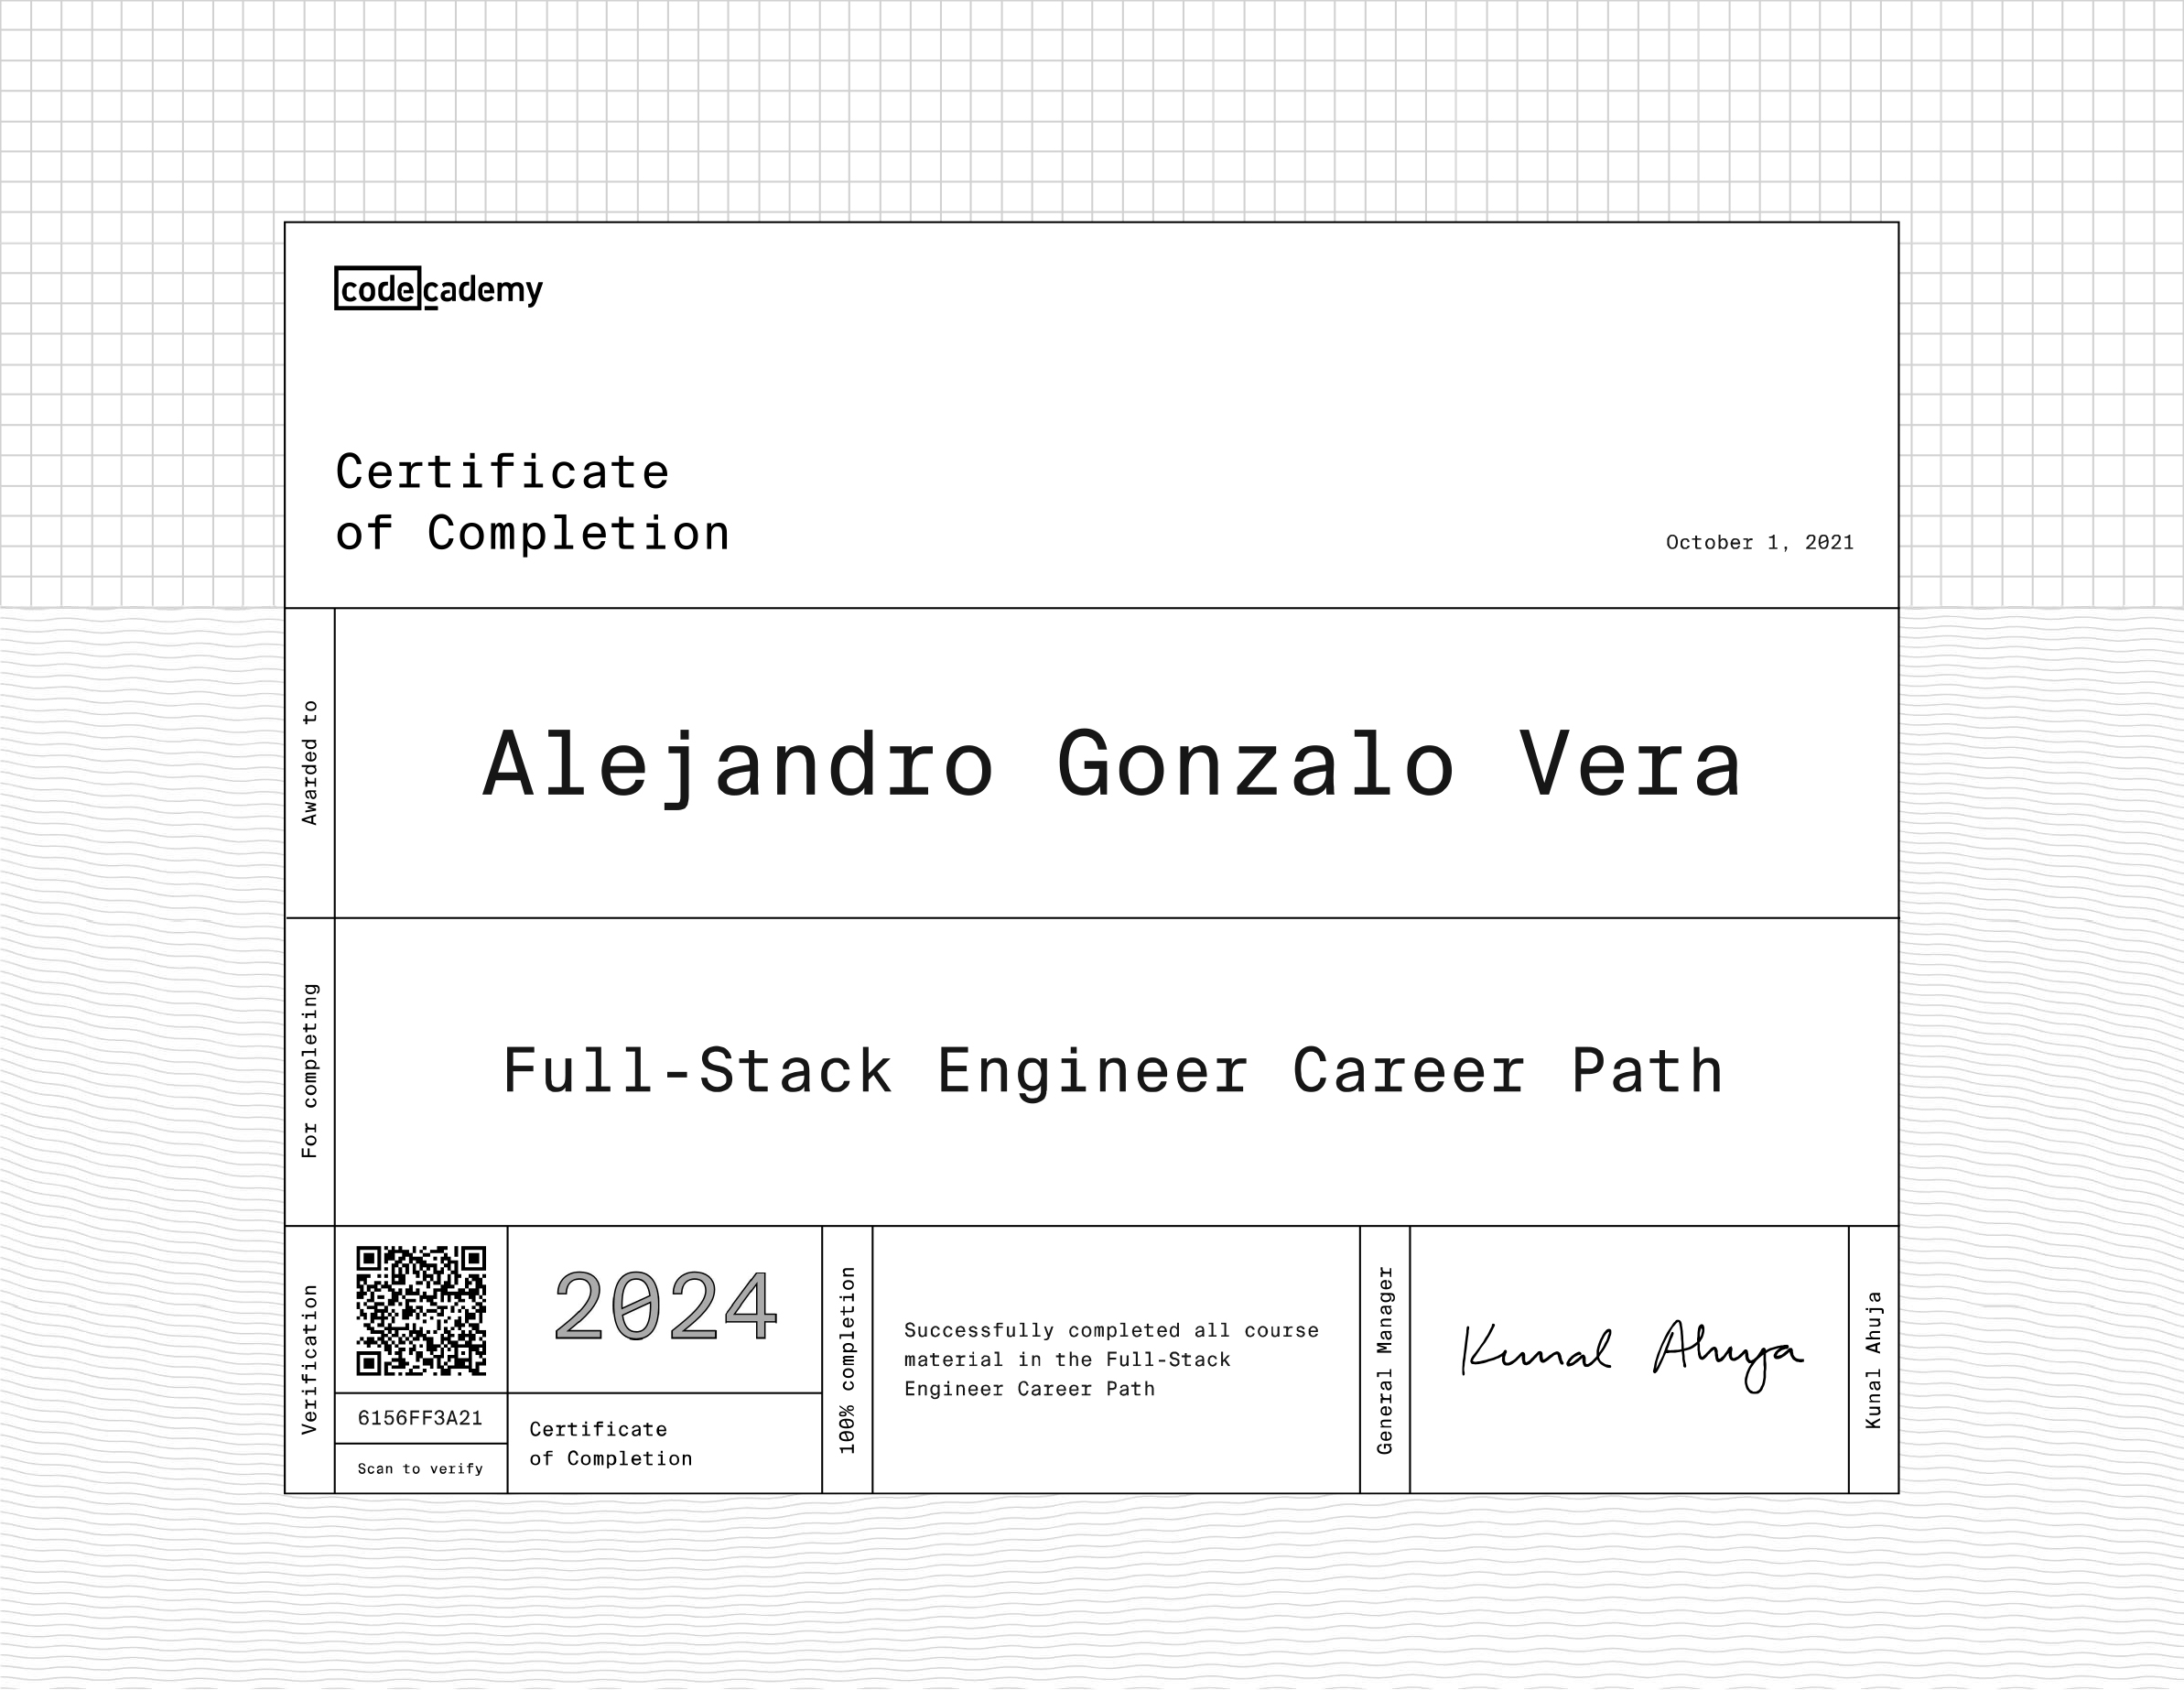 codecademy
Certificate
of Completion
October 1, 2021
Awarded to
Alejandro Gonzalo Vera
For completing
Full-Stack Engineer Career Path
Verification
6156FF3A21
Scan to verify
2024
Certificate
of Completion
100% completion
Successfully completed all course
material in the Full-Stack
Engineer Career Path
General Manager
Kunal Ahuja
Kunal Ahuja